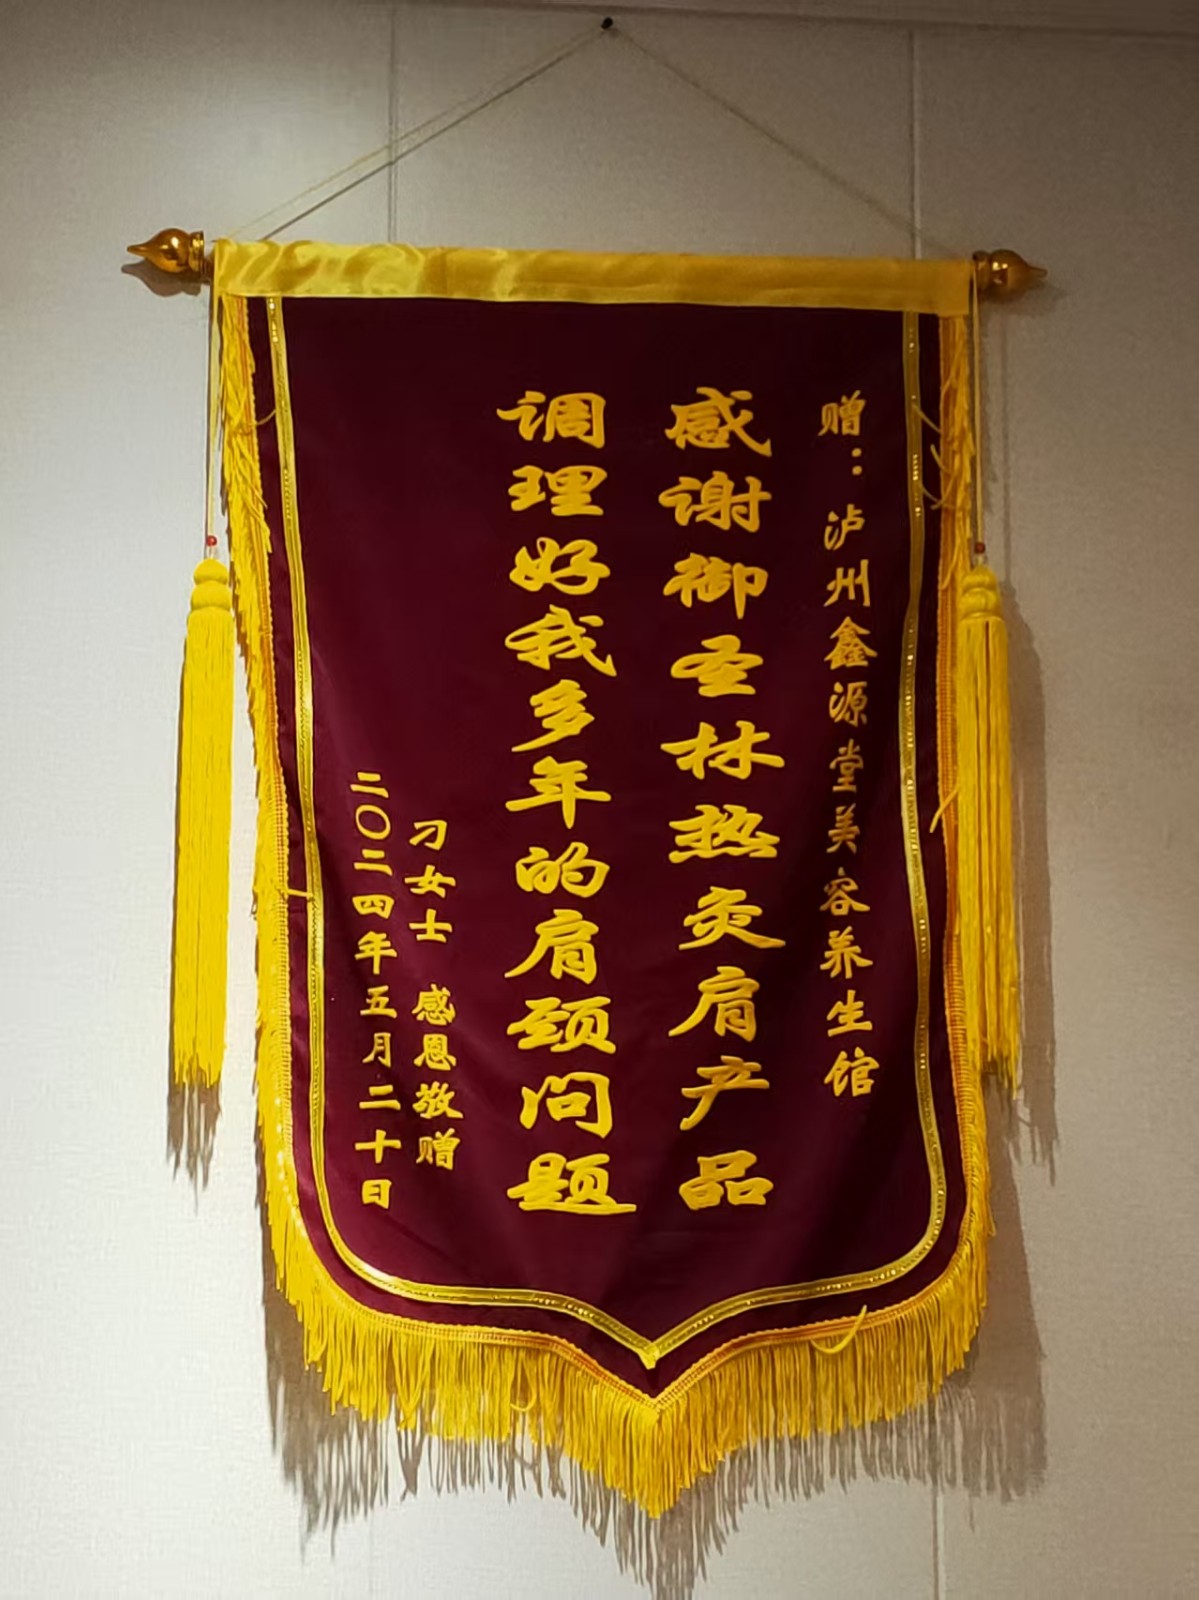 赠：泸州鑫源堂美容养生馆
感谢御圣林热灸肩产品
调理好我多年的肩颈问题
刁女士 感恩敬赠
二〇二四年五月二十日